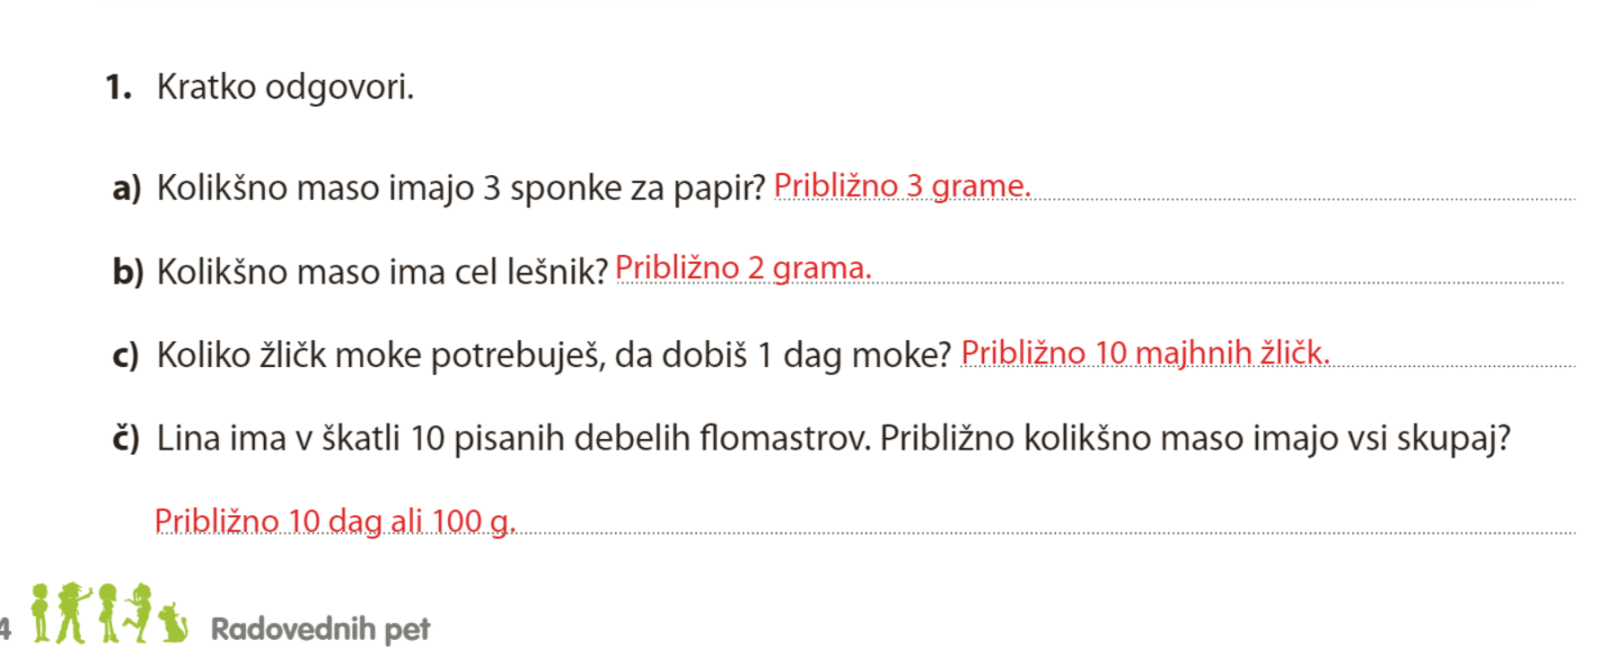 1. Kratko odgovori.
a) Kolikšno maso imajo 3 sponke za papir? Približno 3 grame.
b) Kolikšno maso ima cel lešnik? Približno 2 grama.
c) Koliko žličk moke potrebuješ, da dobiš 1 dag moke? Približno 10 majhnih žličk.
č) Lina ima v škatli 10 pisanih debelih flomastrov. Približno kolikšno maso imajo vsi skupaj?
Približno 10 dag ali 100 g.
4 Radovednih pet